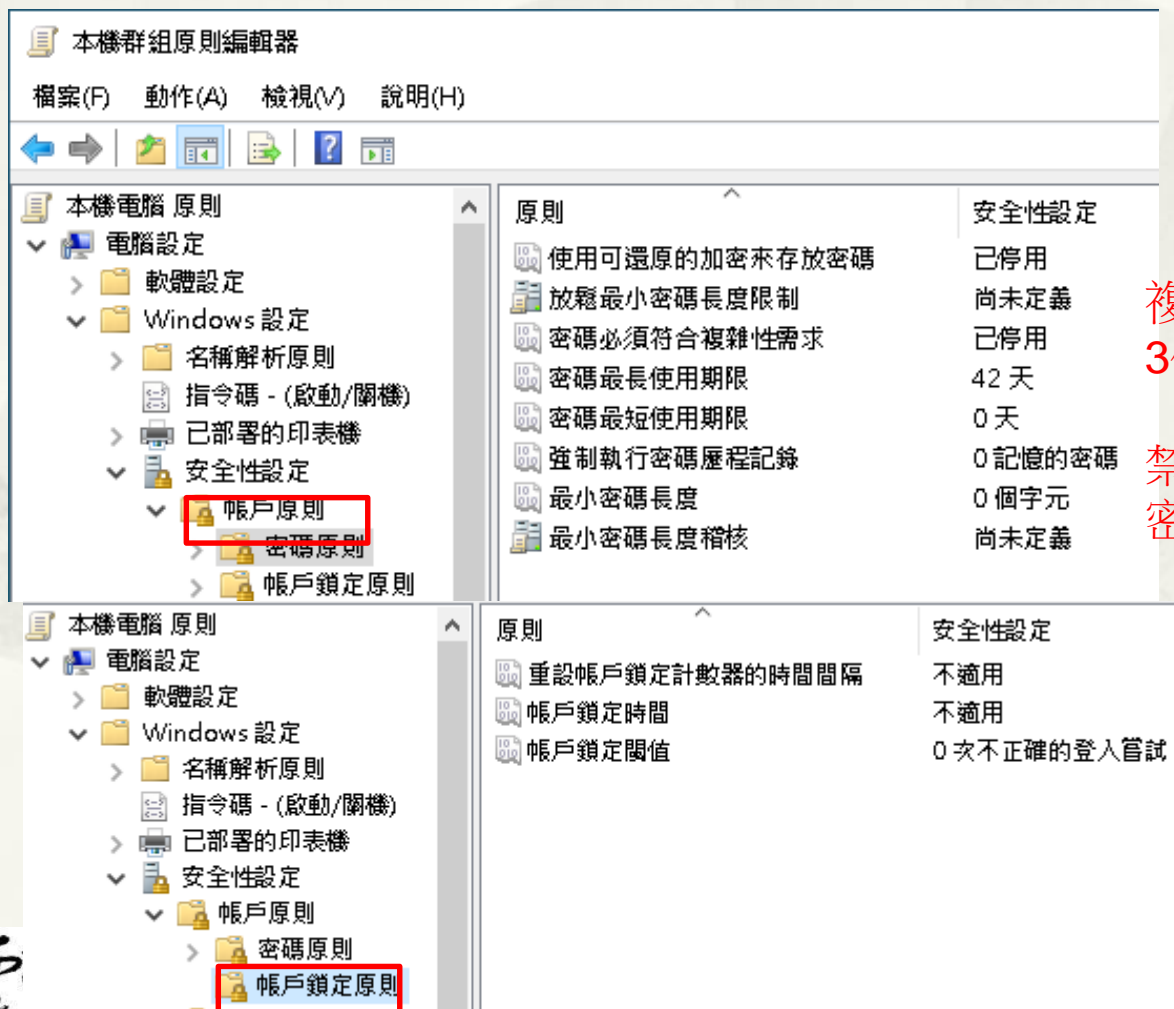 本機群組原則編輯器
檔案(F) 動作(A) 檢視(V) 說明(H)
本機電腦 原則
電腦設定
軟體設定
Windows 設定
名稱解析原則
指令碼 - (啟動/關機)
已部署的印表機
安全性設定
帳戶原則
密碼原則
帳戶鎖定原則
原則 安全性設定
使用可還原的加密來存放密碼 已停用
放鬆最小密碼長度限制 尚未定義
密碼必須符合複雜性需求 已停用
密碼最長使用期限 42 天
密碼最短使用期限 0 天
強制執行密碼歷程記錄 0 記憶的密碼
最小密碼長度 0 個字元
最小密碼長度稽核 尚未定義
複
3
禁
密
本機電腦 原則
電腦設定
軟體設定
Windows 設定
名稱解析原則
指令碼 - (啟動/關機)
已部署的印表機
安全性設定
帳戶原則
密碼原則
帳戶鎖定原則
原則 安全性設定
重設帳戶鎖定計數器的時間間隔 不適用
帳戶鎖定時間 不適用
帳戶鎖定閾值 0 次不正確的登入嘗試